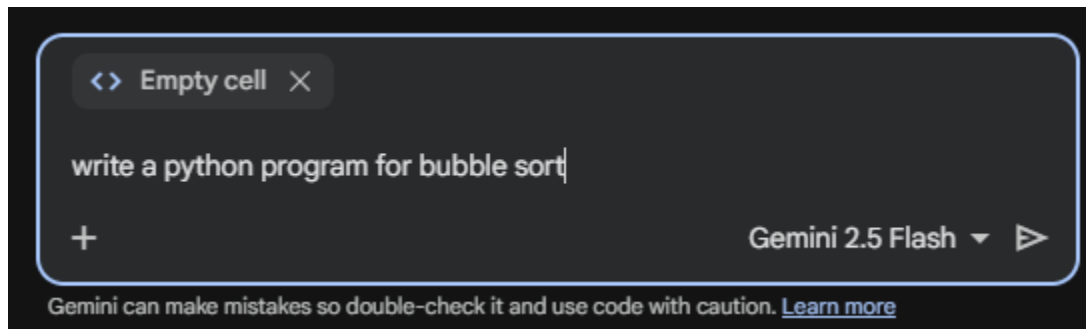 <> Empty cell ×
write a python program for bubble sort
+ Gemini 2.5 Flash
Gemini can make mistakes so double-check it and use code with caution. Learn more